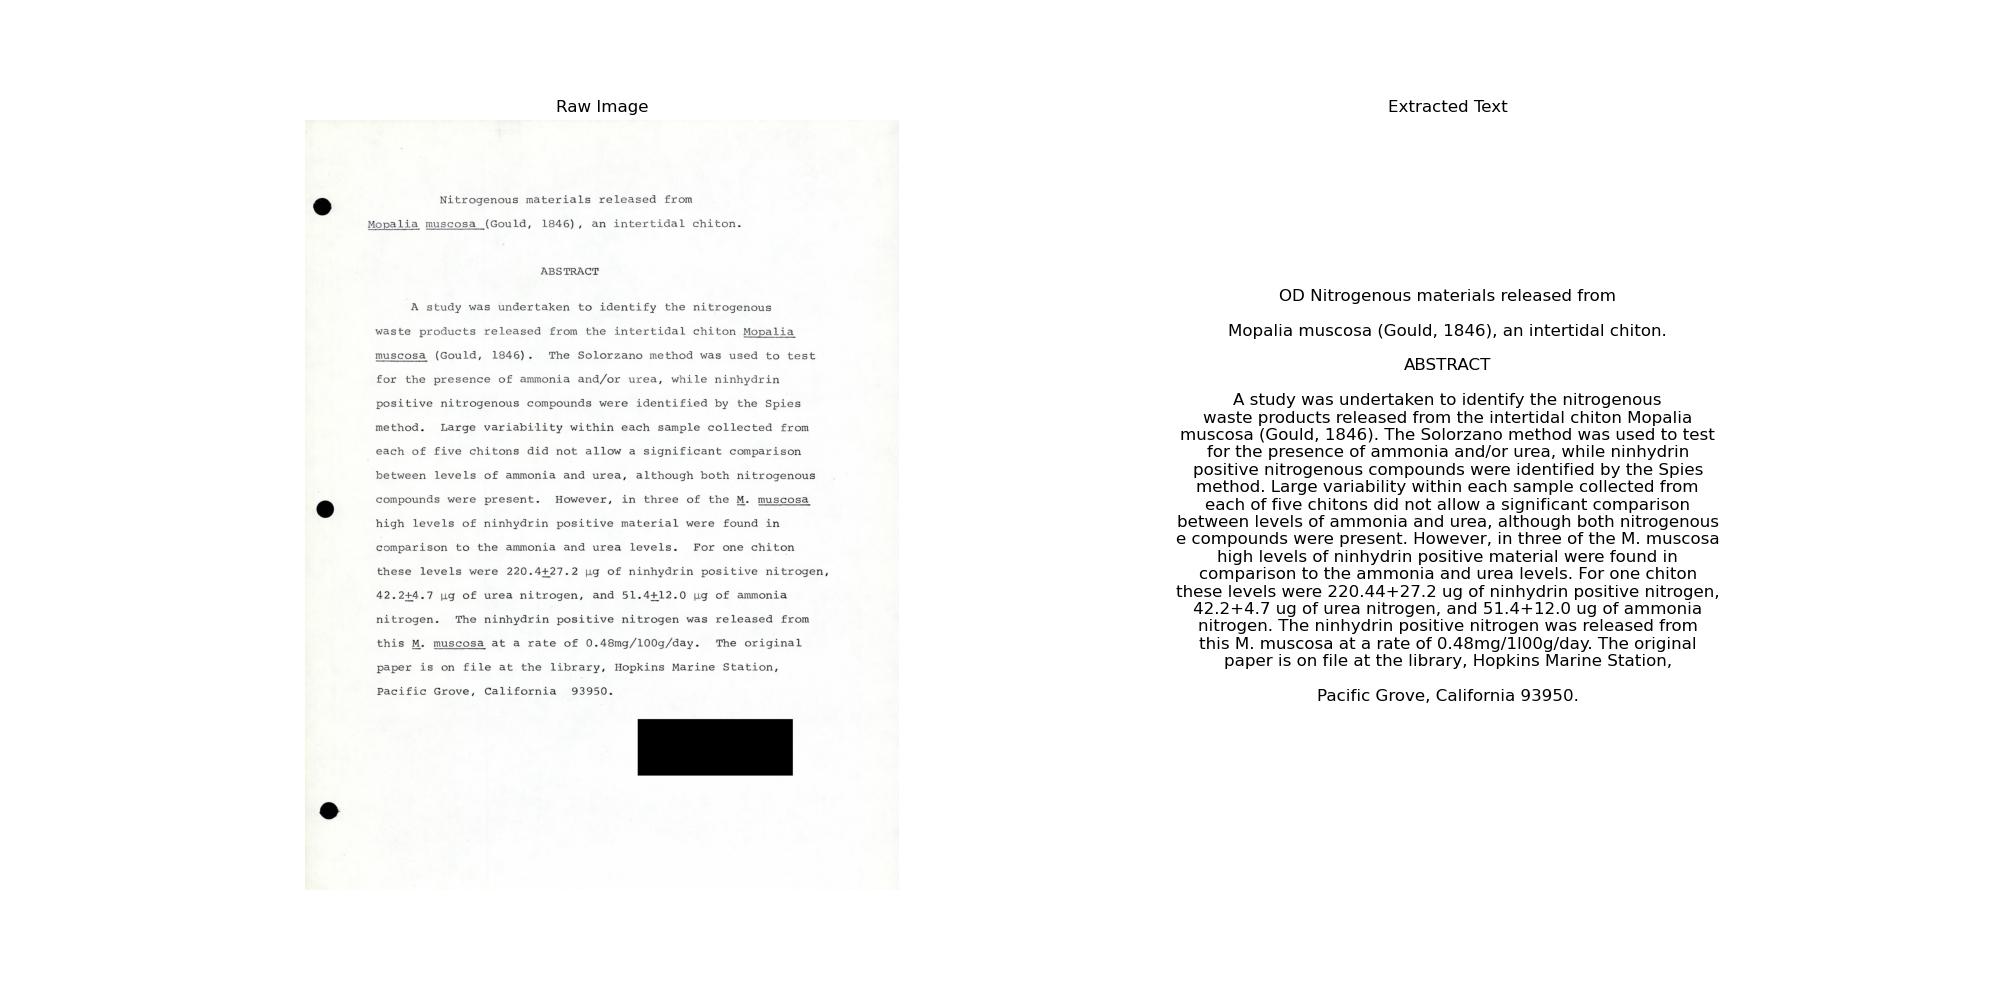 Raw Image
Nitrogenous materials released from
Mopalia muscosa (Gould, 1846), an intertidal chiton.
ABSTRACT
A study was undertaken to identify the nitrogenous
waste products released from the intertidal chiton Mopalia
muscosa (Gould, 1846). The Solorzano method was used to test
for the presence of ammonia and/or urea, while ninhydrin
positive nitrogenous compounds were identified by the Spies
method. Large variability within each sample collected from
each of five chitons did not allow a significant comparison
between levels of ammonia and urea, although both nitrogenous
compounds were present. However, in three of the M. muscosa
high levels of ninhydrin positive material were found in
comparison to the ammonia and urea levels. For one chiton
these levels were 220.4±27.2 µg of ninhydrin positive nitrogen,
42.2±4.7 µg of urea nitrogen, and 51.4±12.0 µg of ammonia
nitrogen. The ninhydrin positive nitrogen was released from
this M. muscosa at a rate of 0.48mg/100g/day. The original
paper is on file at the library, Hopkins Marine Station,
Pacific Grove, California 93950.
Extracted Text
OD Nitrogenous materials released from
Mopalia muscosa (Gould, 1846), an intertidal chiton.
ABSTRACT
A study was undertaken to identify the nitrogenous
waste products released from the intertidal chiton Mopalia
muscosa (Gould, 1846). The Solorzano method was used to test
for the presence of ammonia and/or urea, while ninhydrin
positive nitrogenous compounds were identified by the Spies
method. Large variability within each sample collected from
each of five chitons did not allow a significant comparison
between levels of ammonia and urea, although both nitrogenous
e compounds were present. However, in three of the M. muscosa
high levels of ninhydrin positive material were found in
comparison to the ammonia and urea levels. For one chiton
these levels were 220.44+27.2 ug of ninhydrin positive nitrogen,
42.2+4.7 ug of urea nitrogen, and 51.4+12.0 ug of ammonia
nitrogen. The ninhydrin positive nitrogen was released from
this M. muscosa at a rate of 0.48mg/1l00g/day. The original
paper is on file at the library, Hopkins Marine Station,
Pacific Grove, California 93950.